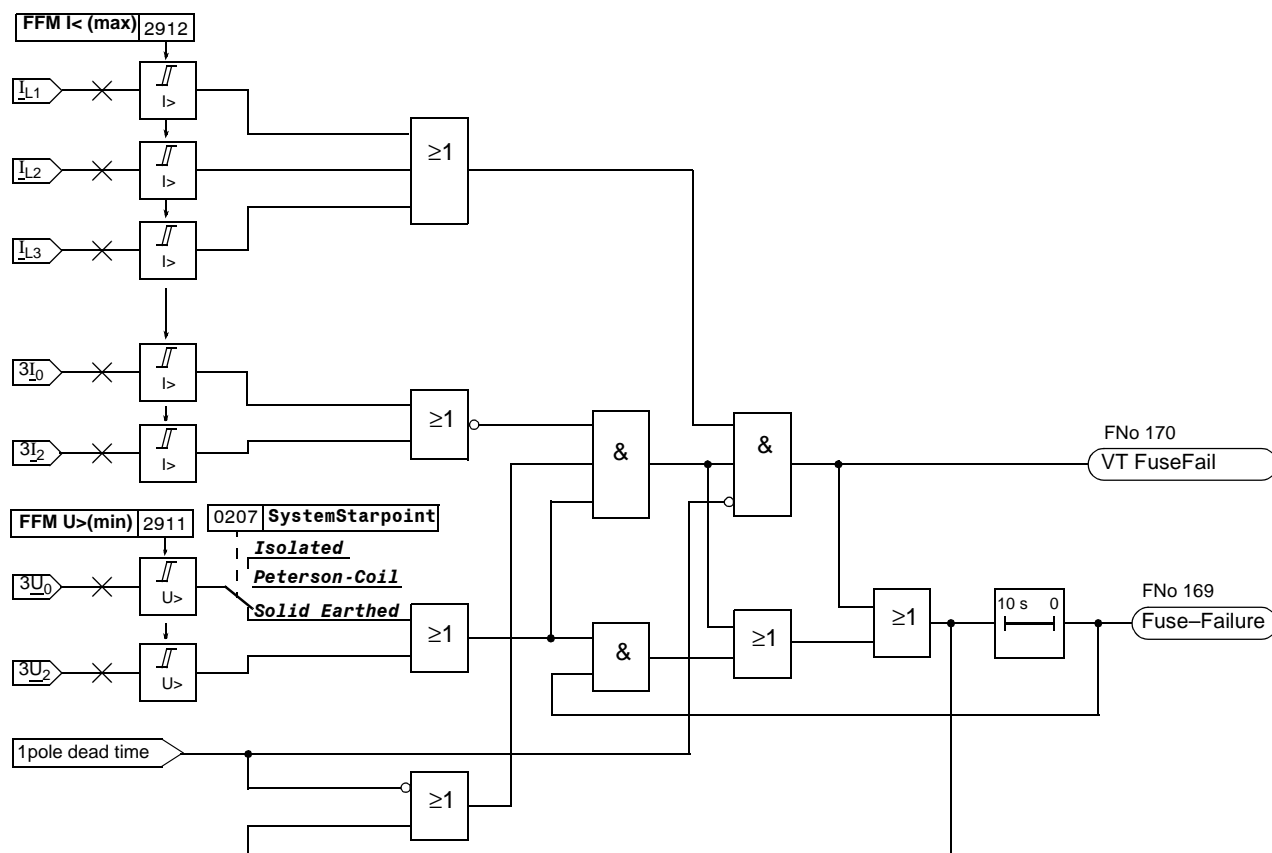 FFM I< (max) 2912
IL1
I>
IL2
I>
IL3
I>
≥1
3I0
I>
3I2
I>
≥1
&
&
FNo 170
VT FuseFail
FFM U>(min) 2911
0207 SystemStarpoint
Isolated
Peterson-Coil
Solid Earthed
3U0
U>
3U2
U>
≥1
&
≥1
≥1
10 s 0
FNo 169
Fuse–Failure
1pole dead time
≥1